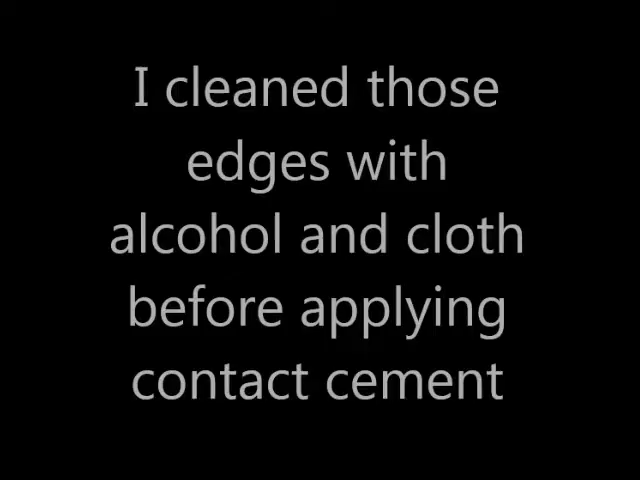 I cleaned those
edges with
alcohol and cloth
before applying
contact cement